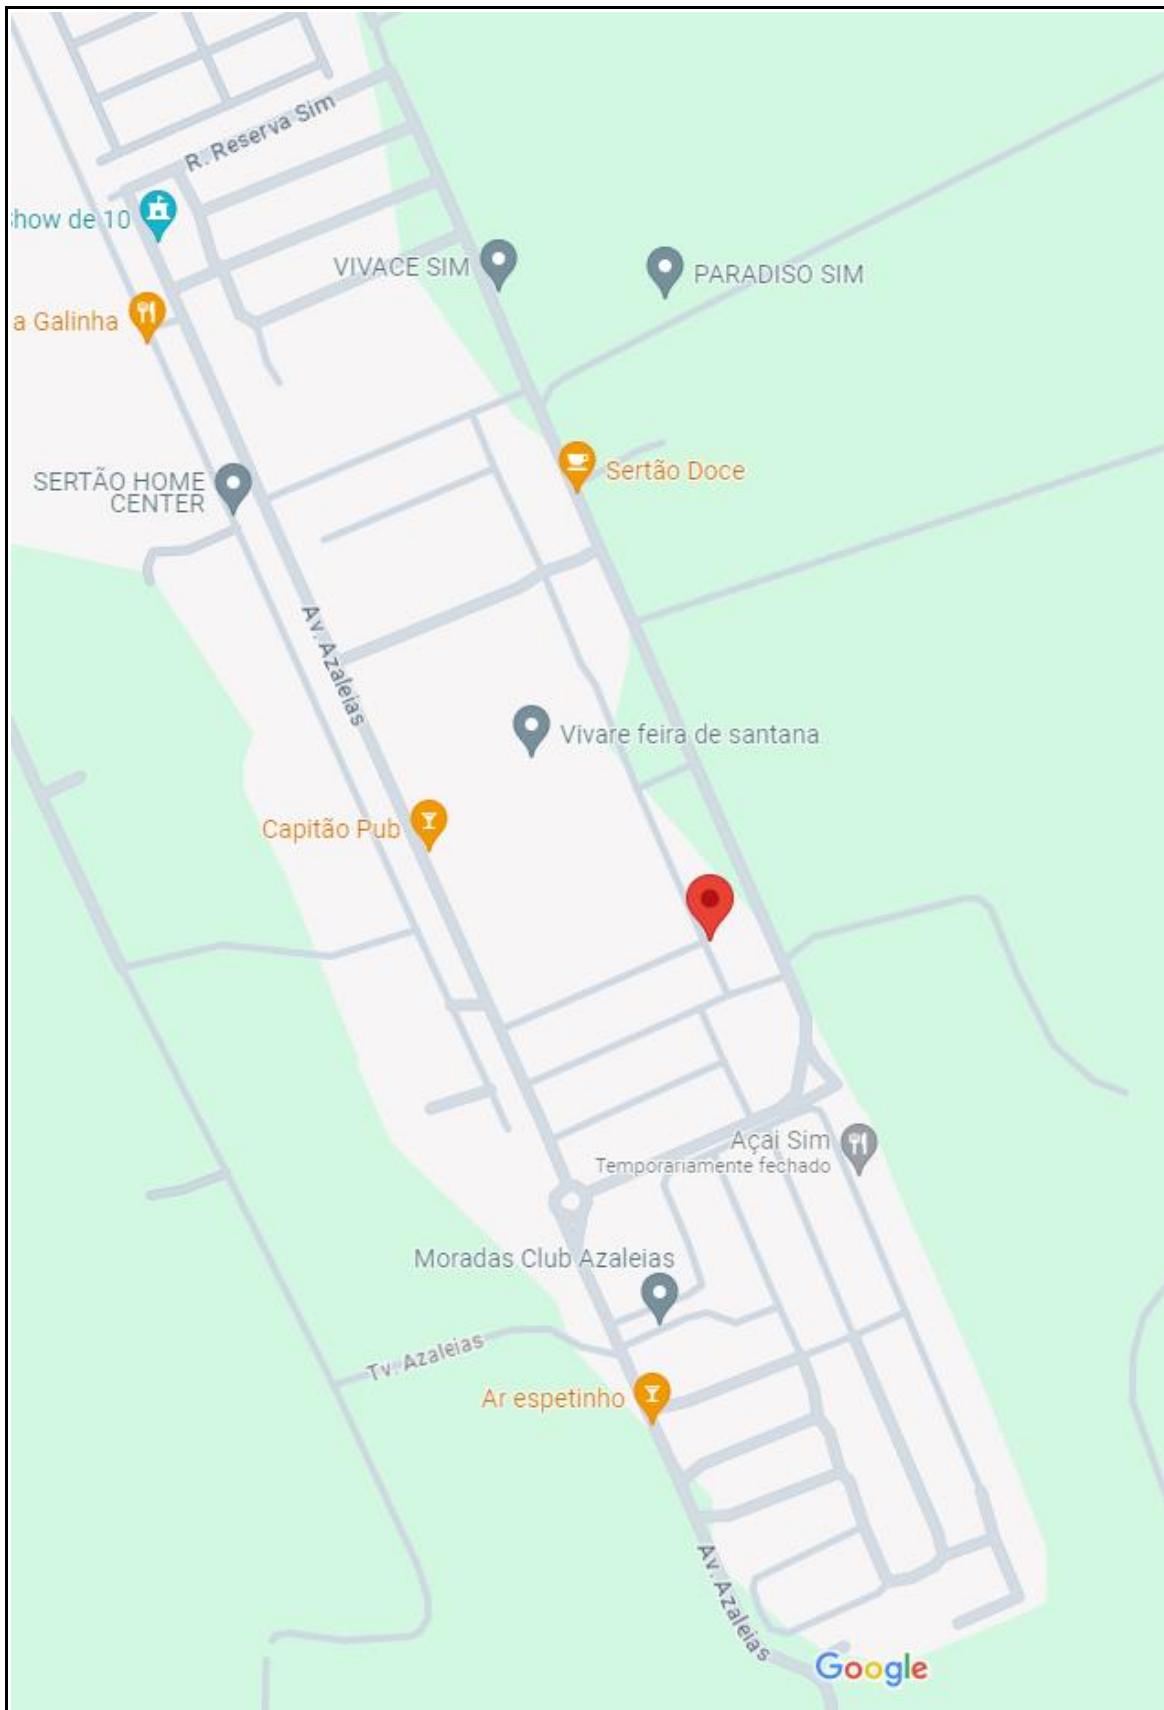 R. Reserva Sim
how de 10
VIVACE SIM
PARADISO SIM
a Galinha
Sertão Doce
SERTÃO HOME
CENTER
Av. Azaleias
Vivare feira de santana
Capitão Pub
Açai Sim
Temporariamente fechado
Moradas Club Azaleias
Tv. Azaleias
Ar espetinho
Av. Azaleias
Google